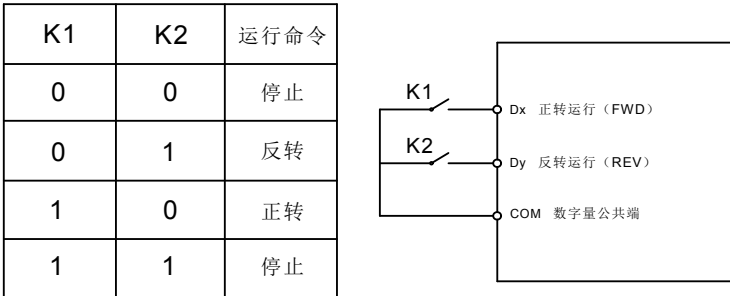 K1 K2 运行命令
0 0 停止
0 1 反转
1 0 正转
1 1 停止
K1
Dx 正转运行（FWD）
K2
Dy 反转运行（REV）
COM 数字量公共端